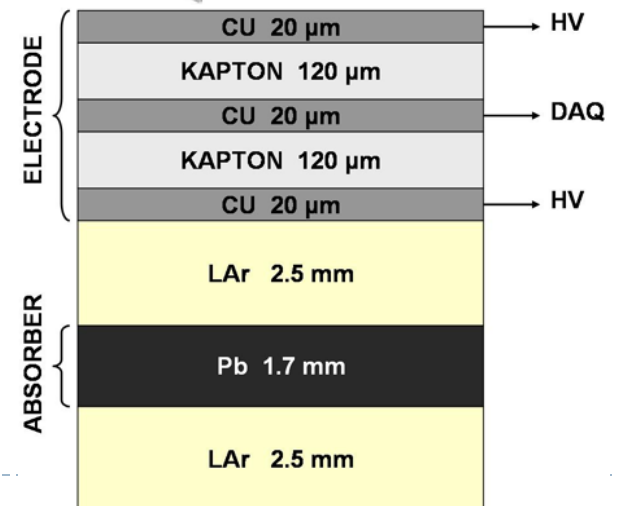 ELECTRODE
CU 20 µm
HV
KAPTON 120 µm
CU 20 µm
DAQ
KAPTON 120 µm
CU 20 µm
HV
LAr 2.5 mm
ABSORBER
Pb 1.7 mm
LAr 2.5 mm